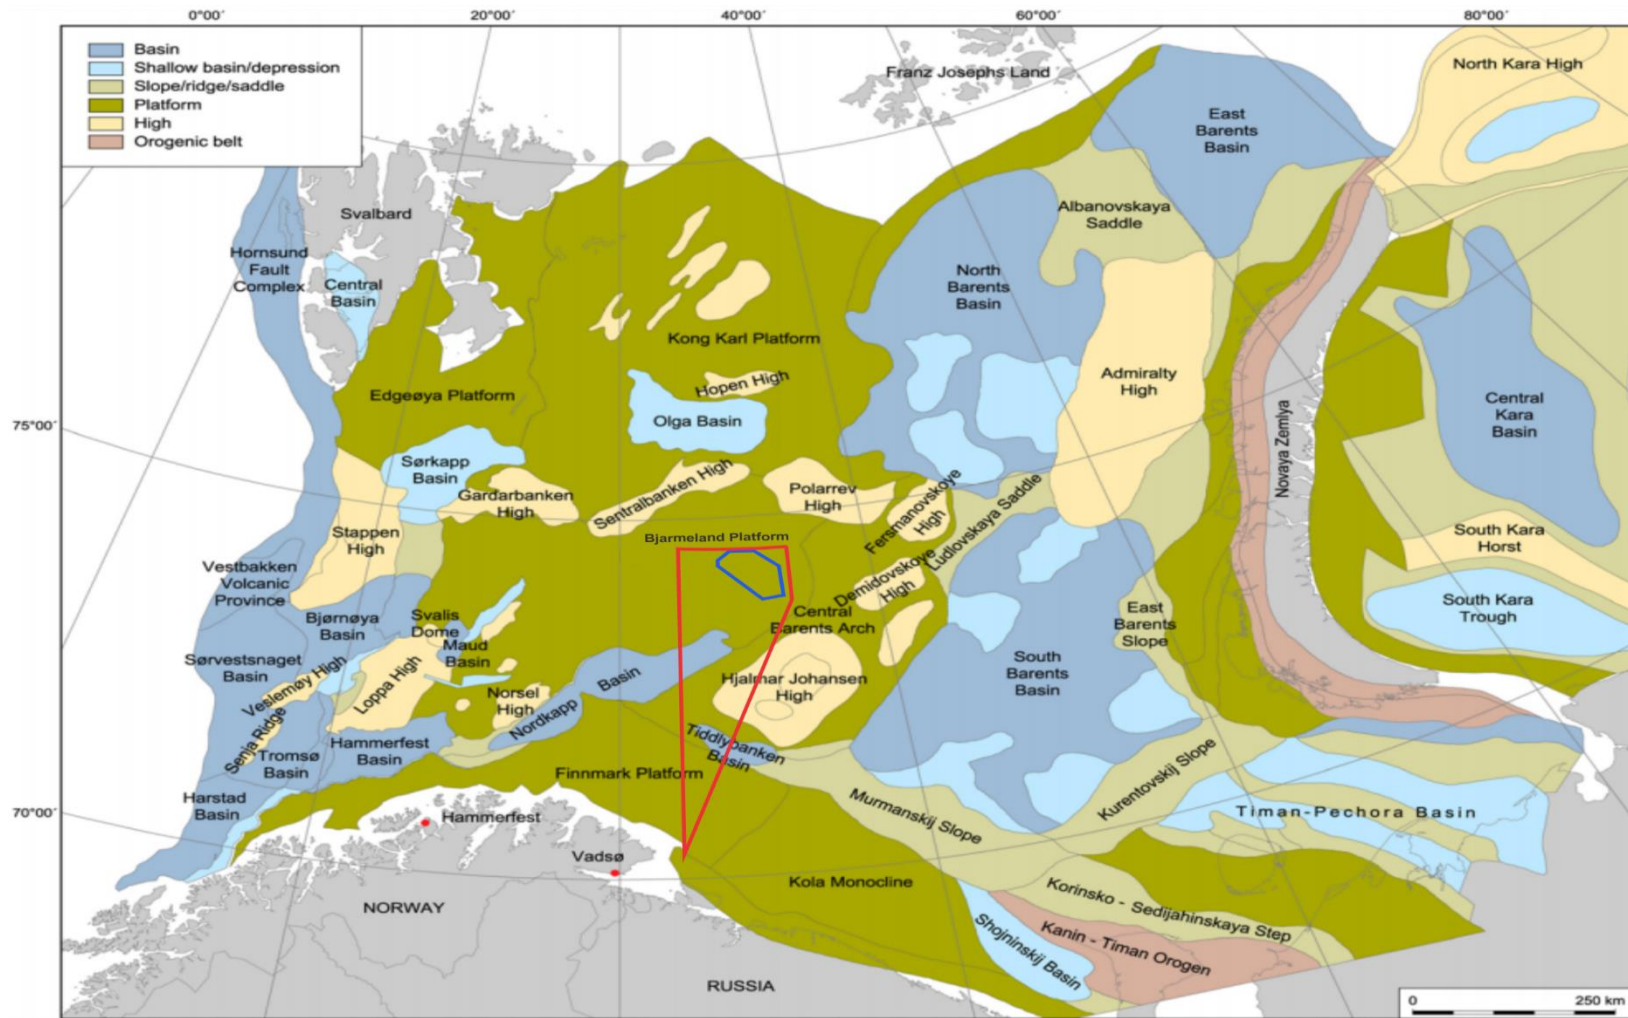 0°00´ 20°00´ 40°00´ 60°00´ 80°00´
Basin
Shallow basin/depression
Slope/ridge/saddle
Platform
High
Orogenic belt
Franz Josephs Land
North Kara High
East
Barents
Basin
Svalbard
Albanovskaya
Saddle
Hornsund
Fault
Complex
Central
Basin
North
Barents
Basin
Kong Karl Platform
Admiralty
High
Hopen High
Edgeøya Platform
Olga Basin
Central
Kara
Basin
75°00´
Novaya Zemlya
Sørkapp
Basin
Gardarbanken
High
Sentralbanken High
Polarrev
High
Fersmanovskoye
High
Ludlovskaya Saddle
Stappen
High
Bjarmeland Platform
South Kara
Horst
Vestbakken
Volcanic
Province
Demidovskoye
High
South Kara
Trough
Bjørnøya
Basin
Svalis
Dome
Maud
Basin
Central
Barents Arch
East
Barents
Slope
Sørvestsnaget
Basin
Veslemøy High
Loppa High
Norsel
High
Nordkapp
Basin
Hjalmar Johansen
High
South
Barents
Basin
Senja Ridge
Tromsø
Basin
Hammerfest
Basin
Tiddlybanken
Basin
Finnmark Platform
Harstad
Basin
Murmanskij Slope
Kurentovskij Slope
Timan-Pechora Basin
70°00´
Hammerfest
Vadsø
Kola Monocline
Korinsko - Sedijahinskaya Step
NORWAY
Shojninskij Basin
Kanin - Timan Orogen
RUSSIA
0 250 km